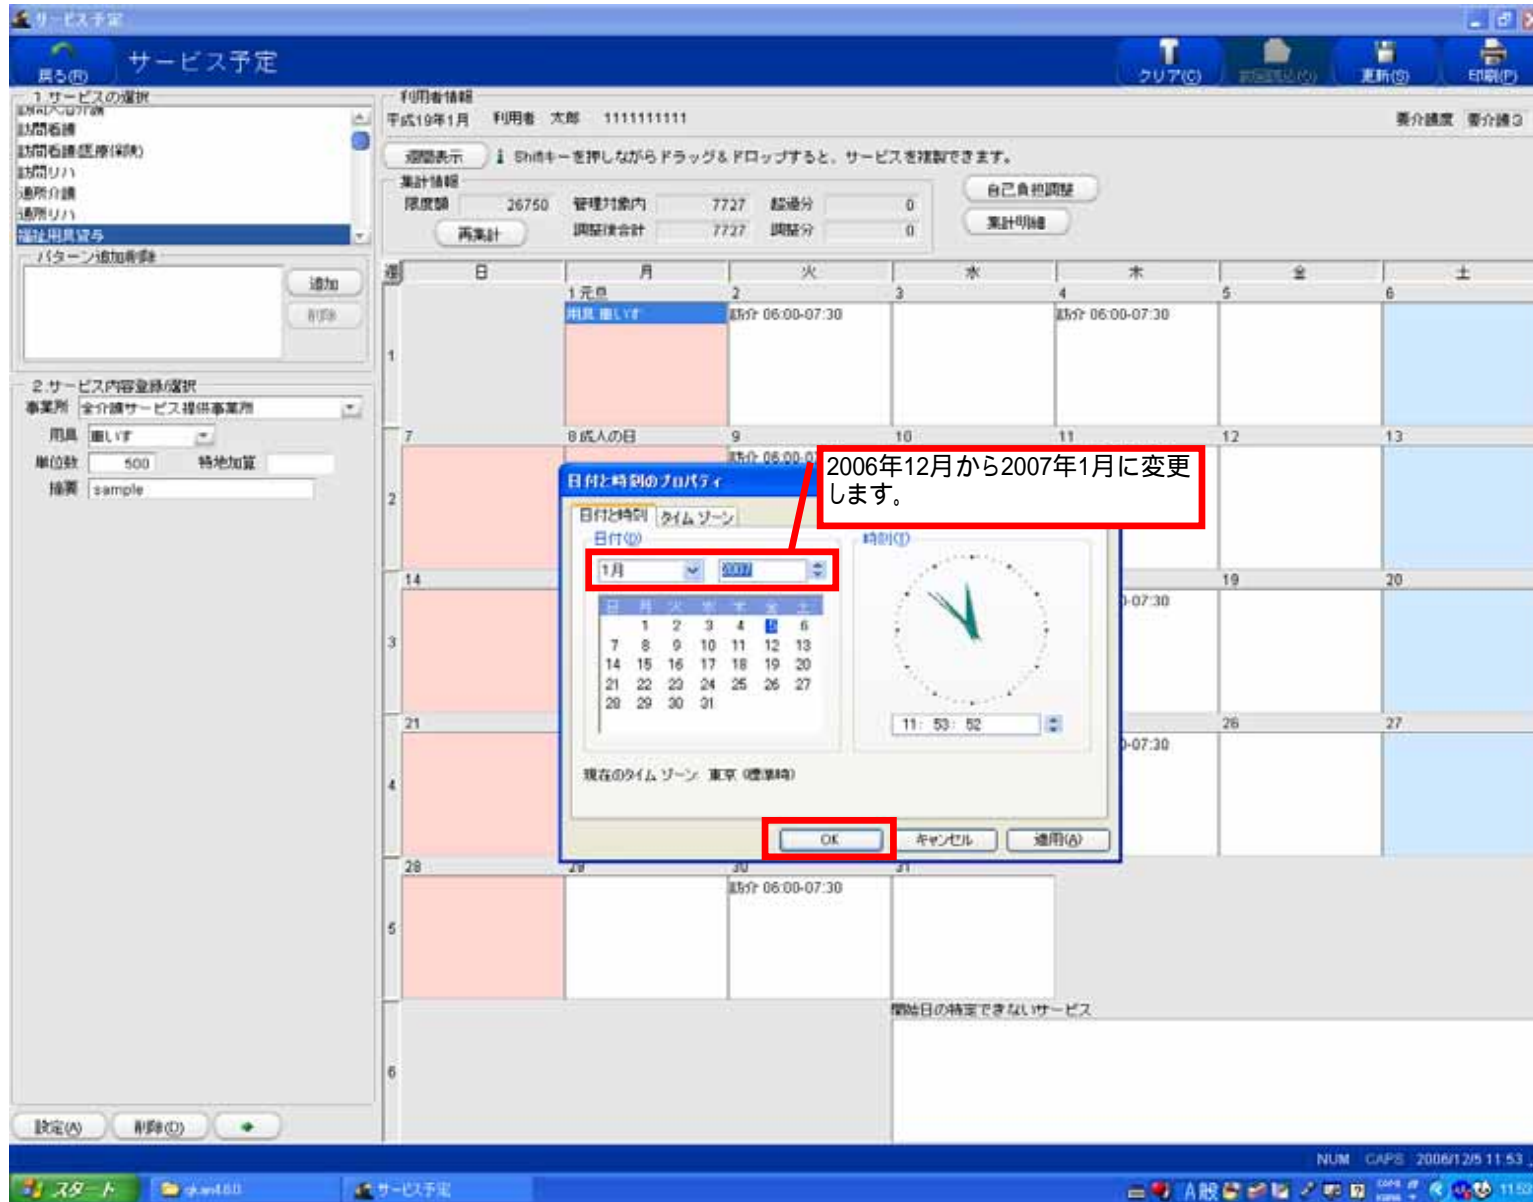 サービス予定
戻る(R)
サービス予定
クリア(C)
更新(S)
印刷(P)
1.サービスの選択
訪問看護
訪問看護(医療保険)
訪問リハ
通所介護
通所リハ
福祉用具貸与
パターン追加削除
追加
削除
2.サービス内容登録/選択
事業所 全介護サービス提供事業所
用具 車いす
単位数 500 特地加算
摘要 sample
設定(A)
削除(D)
利用者情報
平成19年1月 利用者 太郎 1111111111
要介護度 要介護3
週間表示
i Shiftキーを押しながらドラッグ&ドロップすると、サービスを複製できます。
集計情報
限度額 26750 管理対象内 7727 超過分 0
再集計 調整後合計 7727 調整分 0
自己負担調整
集計明細
週 日 月 火 水 木 金 土
1 元旦 2 3 4 5 6
用具 車いす 訪介 06:00-07:30 訪介 06:00-07:30
1
7 8 成人の日 9 10 11 12 13
2
14 19 20
-07:30
3
21 26 27
-07:30
4
28 29 30 31
訪介 06:00-07:30
5
開始日の特定できないサービス
6
2006年12月から2007年1月に変更
します。
日付と時刻のプロパティ
日付と時刻 タイム ゾーン
日付(D)
1月 2007
日 月 火 水 木 金 土
1 2 3 4 5 6
7 8 9 10 11 12 13
14 15 16 17 18 19 20
21 22 23 24 25 26 27
28 29 30 31
時刻(T)
11: 53: 52
現在のタイム ゾーン: 東京 (標準時)
OK
キャンセル
適用(A)
NUM CAPS 2006/12/5 11:53
スタート
qkan4.6.0
サービス予定
A般